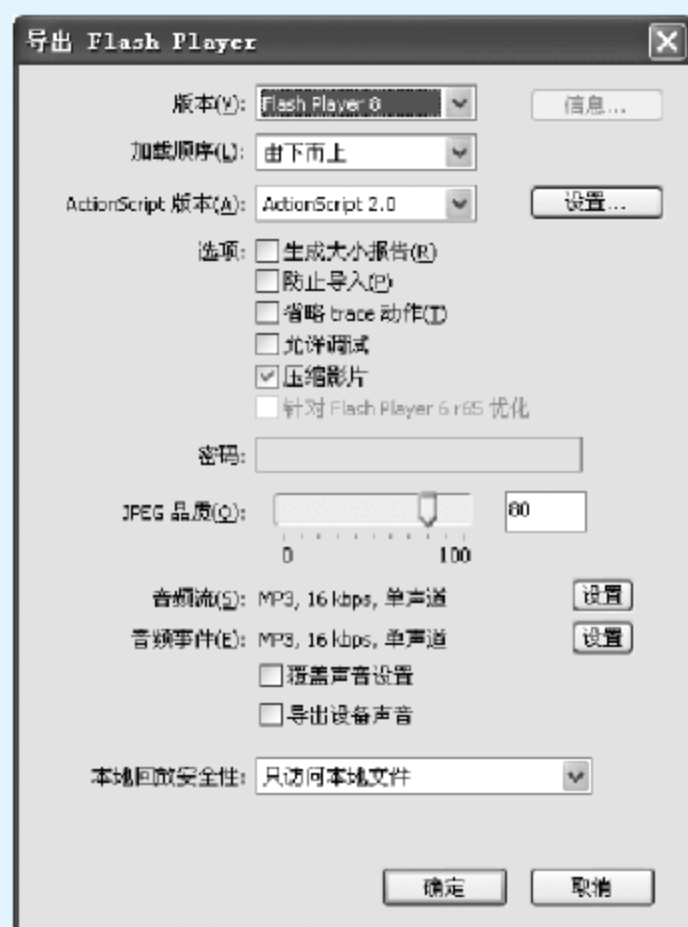 导出 Flash Player
版本(V): Flash Player 8 信息...
加载顺序(L): 由下而上
ActionScript 版本(A): ActionScript 2.0 设置...
选项: 生成大小报告(R)
防止导入(P)
省略 trace 动作(T)
允许调试
压缩影片
针对 Flash Player 6 r65 优化
密码:
JPEG 品质(Q): 80
0 100
音频流(S): MP3, 16 kbps, 单声道 设置
音频事件(E): MP3, 16 kbps, 单声道 设置
覆盖声音设置
导出设备声音
本地回放安全性: 只访问本地文件
确定 取消